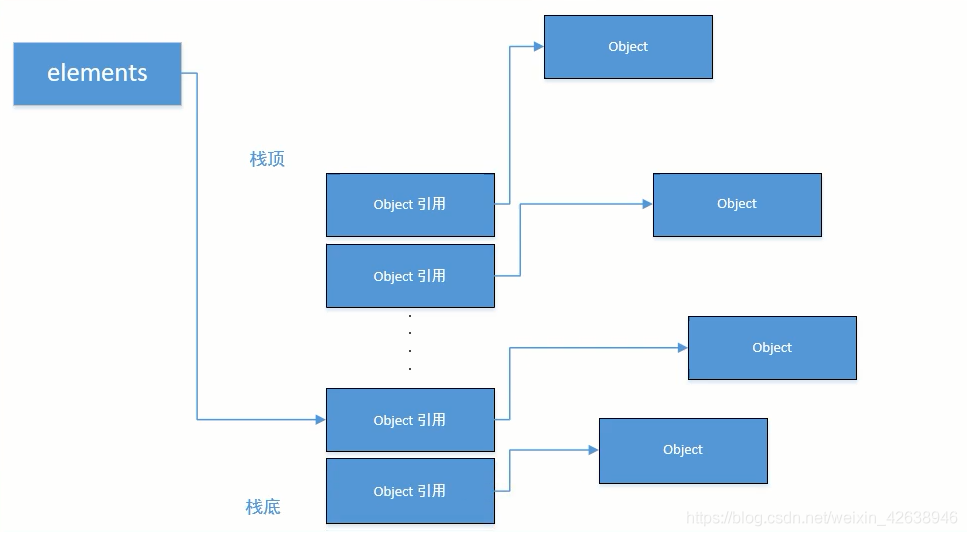 Object
elements
栈顶
Object 引用
Object
Object 引用
Object
Object 引用
Object
Object 引用
栈底
https://blog.csdn.net/weixin_42638946